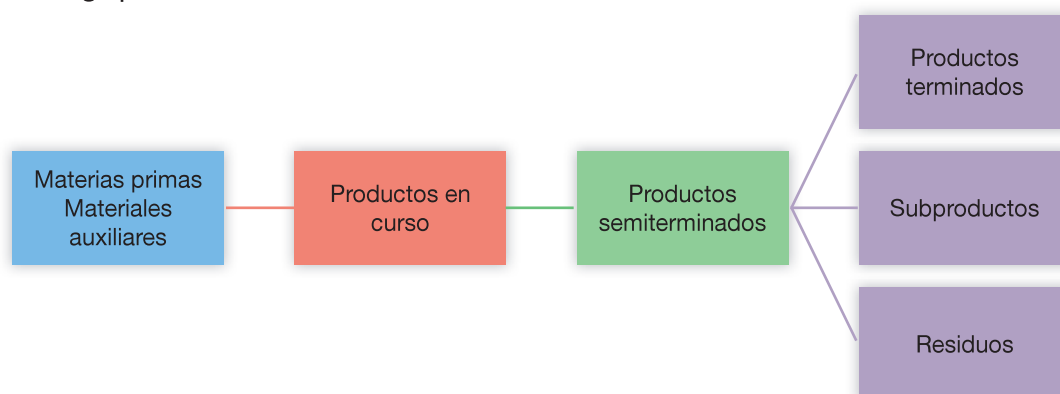 Productos
terminados
Materias primas
Materiales
auxiliares
Productos en
curso
Productos
semiterminados
Subproductos
Residuos